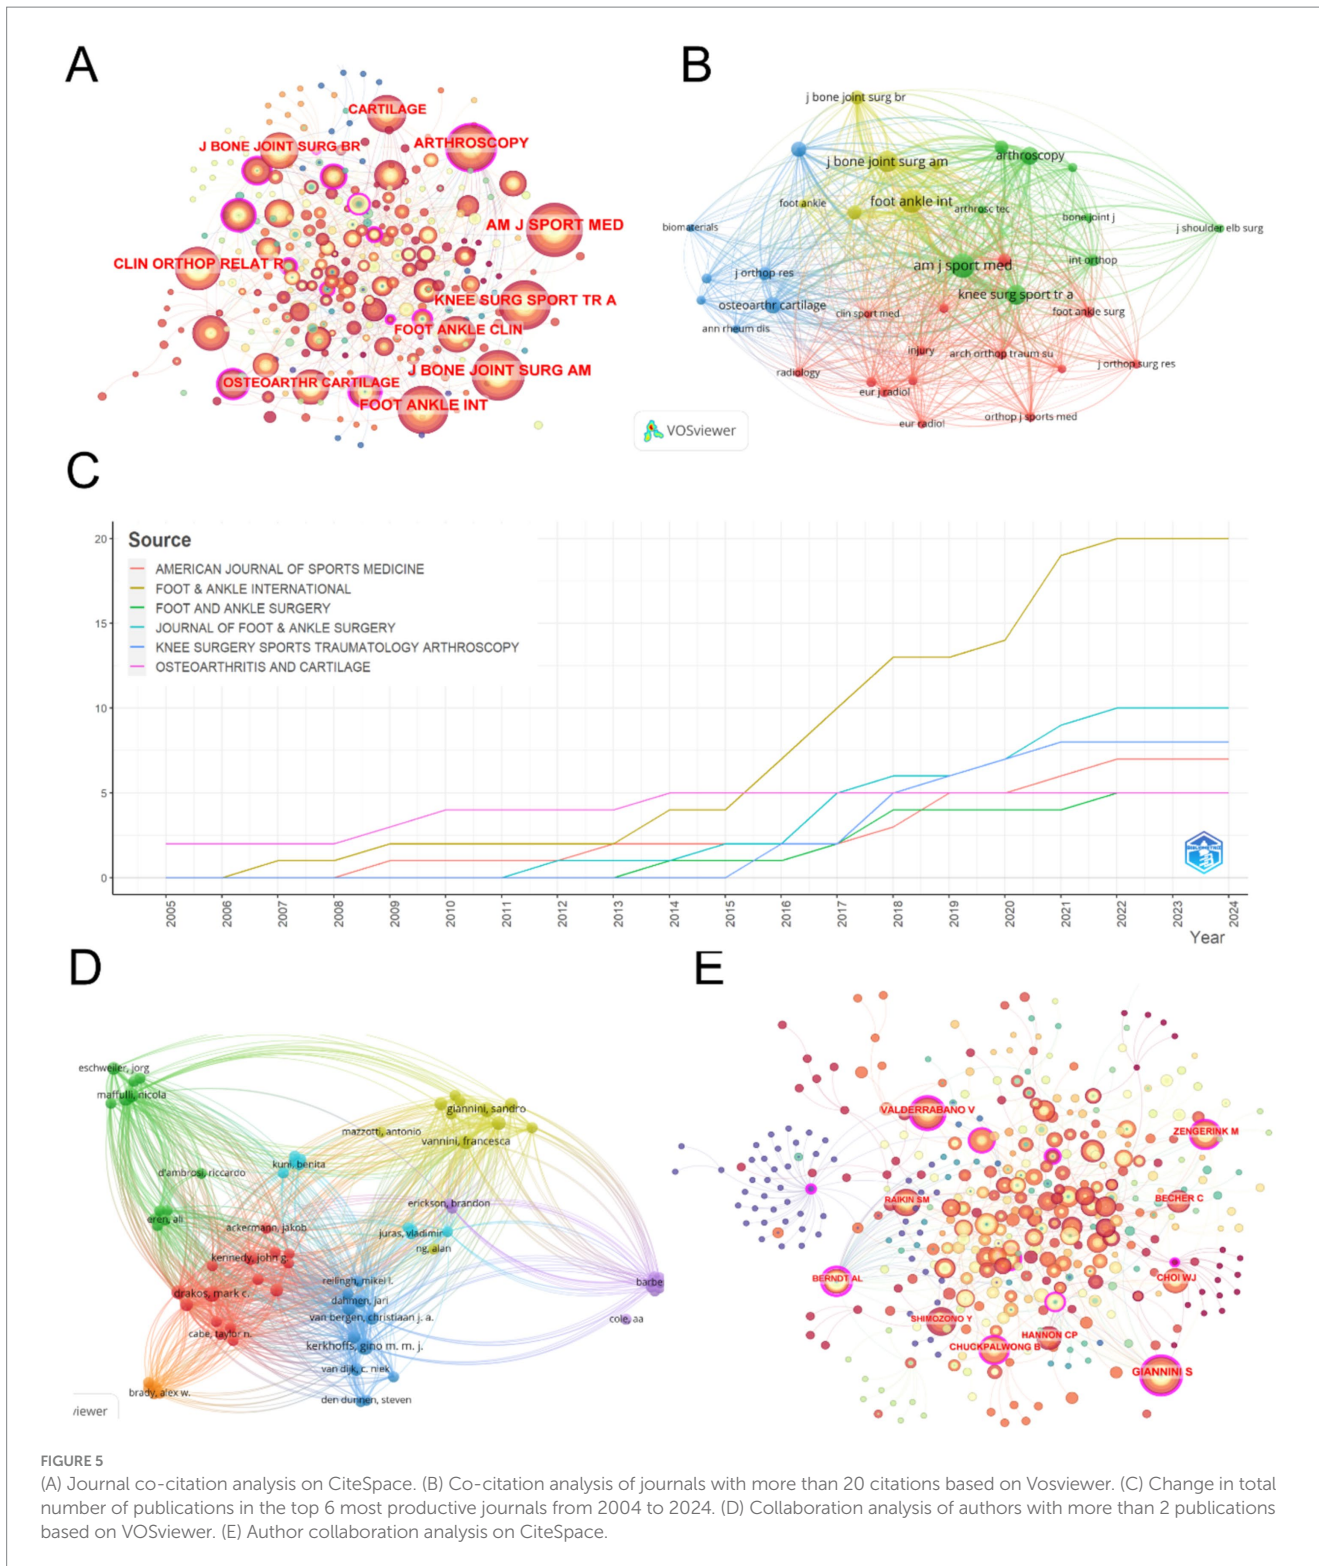 A
CARTILAGE
J BONE JOINT SURG BR
ARTHROSCOPY
AM J SPORT MED
CLIN ORTHOP RELAT R
KNEE SURG SPORT TR A
FOOT ANKLE CLIN
J BONE JOINT SURG AM
OSTEOARTHR CARTILAGE
FOOT ANKLE INT
B
j bone joint surg br
j bone joint surg am
arthroscopy
foot ankle
foot ankle int
arthrosc tec
bone joint j
biomaterials
j shoulder elb surg
am j sport med
int orthop
j orthop res
knee surg sport tr a
osteoarthr cartilage
clin sport med
foot ankle surg
ann rheum dis
injury
arch orthop traum su
j orthop surg res
radiology
eur j radiol
eur radiol
orthop j sports med
VOSviewer
C
Source
AMERICAN JOURNAL OF SPORTS MEDICINE
FOOT & ANKLE INTERNATIONAL
FOOT AND ANKLE SURGERY
JOURNAL OF FOOT & ANKLE SURGERY
KNEE SURGERY SPORTS TRAUMATOLOGY ARTHROSCOPY
OSTEOARTHRITIS AND CARTILAGE
20
15
10
5
0
2005
2006
2007
2008
2009
2010
2011
2012
2013
2014
2015
2016
2017
2018
2019
2020
2021
2022
2023
2024
Year
D
eschweiler, jorg
maffulli, nicola
giannini, sandro
mazzotti, antonio
vannini, francesca
kuni, benita
d'ambrosi, riccardo
erickson, brandon
eren, ali
ackermann, jakob
juras, vladimir
ng, alan
kennedy, john g.
reilingh, mikel l.
barbe
drakos, mark c.
dahmen, jari
van bergen, christiaan j. a.
cole, aa
cabe, taylor n.
kerkhoffs, gino m. m. j.
van dijk, c. niek
brady, alex w.
den dunnen, steven
viewer
E
VALDERRABANO V
ZENGERINK M
RAIKIN SM
BECHER C
BERNDT AL
CHOI WJ
SHIMOZONO Y
HANNON CP
CHUCKPALWONG B
GIANNINI S
FIGURE 5
(A) Journal co-citation analysis on CiteSpace. (B) Co-citation analysis of journals with more than 20 citations based on Vosviewer. (C) Change in total
number of publications in the top 6 most productive journals from 2004 to 2024. (D) Collaboration analysis of authors with more than 2 publications
based on VOSviewer. (E) Author collaboration analysis on CiteSpace.